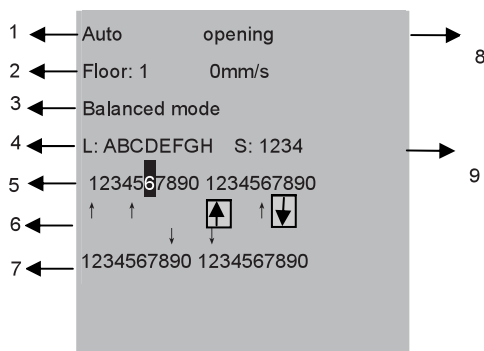 1 Auto opening
8
2 Floor: 1 0mm/s
3 Balanced mode
4 L: ABCDEFGH S: 1234
9
5 1234567890 1234567890
6
7 1234567890 1234567890